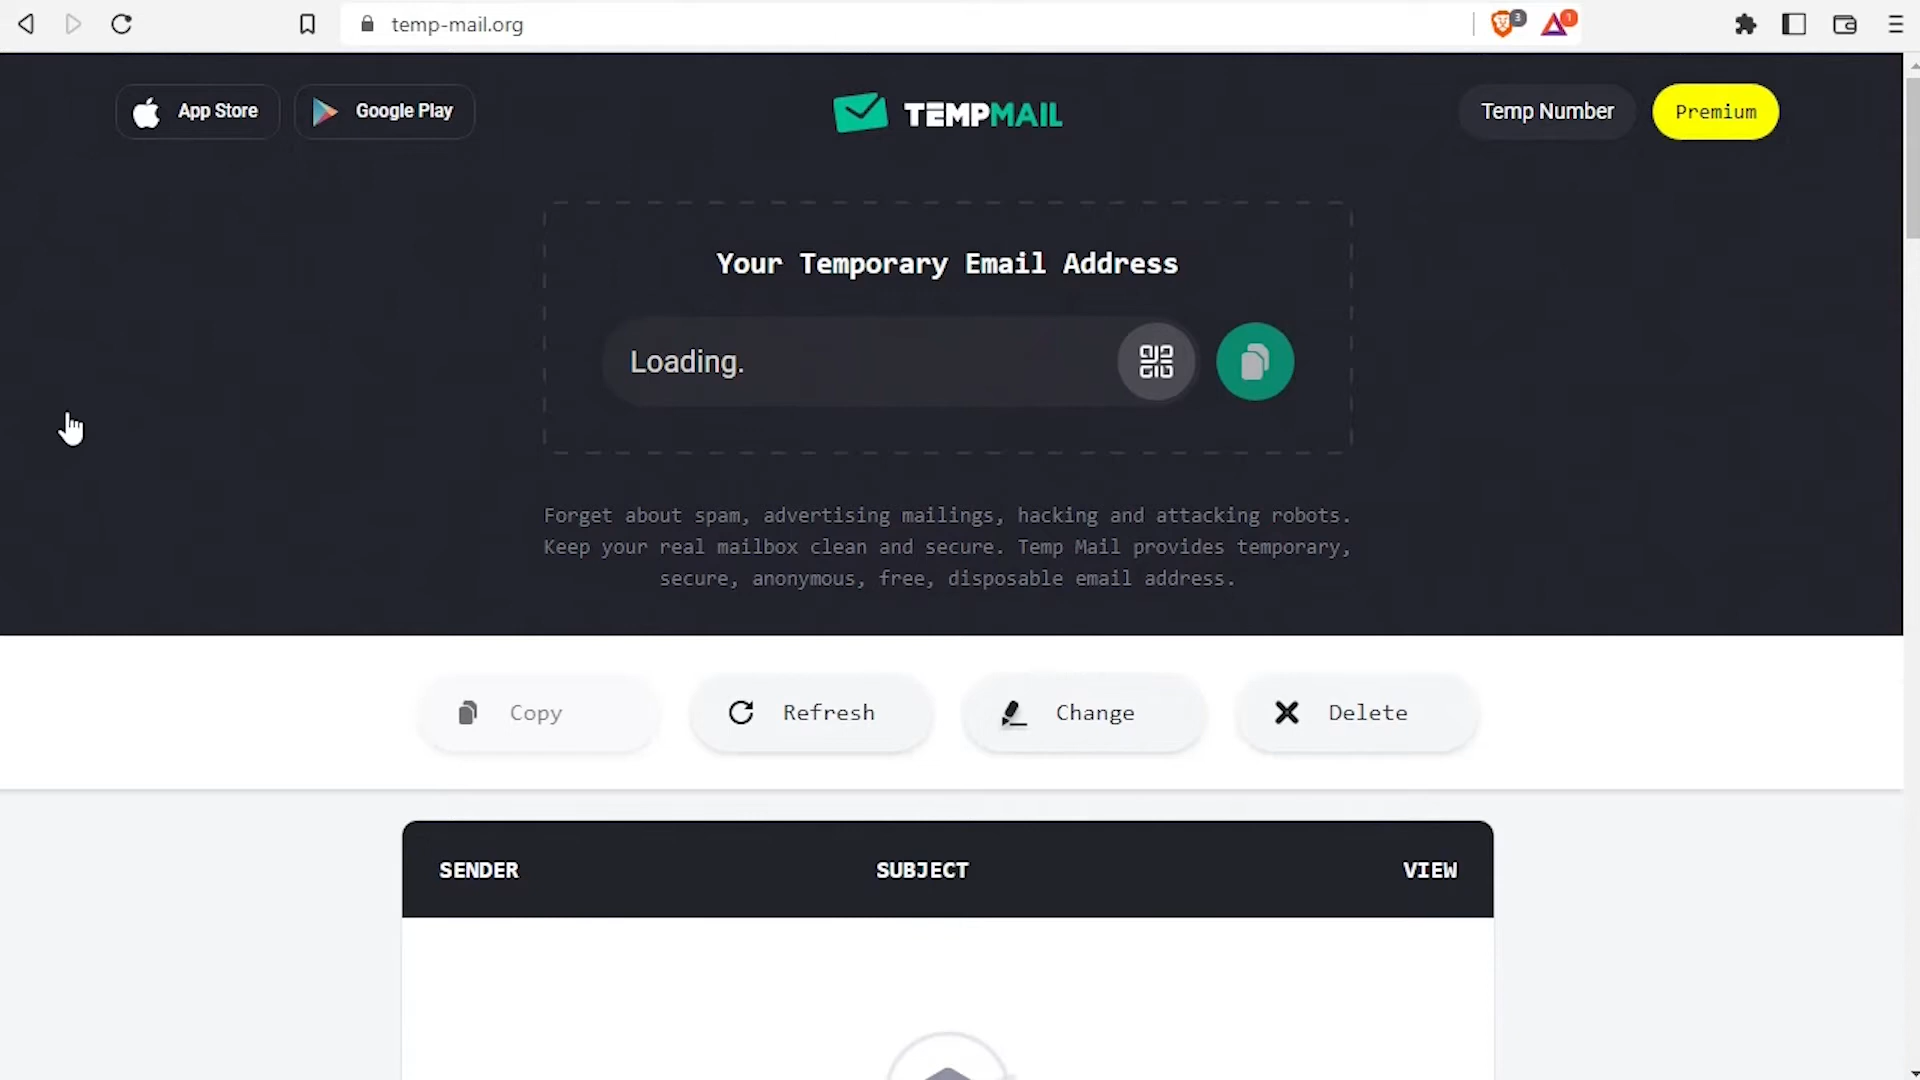 temp-mail.org
3
1
App Store
Google Play
TEMPMAIL
Temp Number
Premium
Your Temporary Email Address
Loading.
Forget about spam, advertising mailings, hacking and attacking robots.
Keep your real mailbox clean and secure. Temp Mail provides temporary,
secure, anonymous, free, disposable email address.
Copy
Refresh
Change
Delete
SENDER
SUBJECT
VIEW